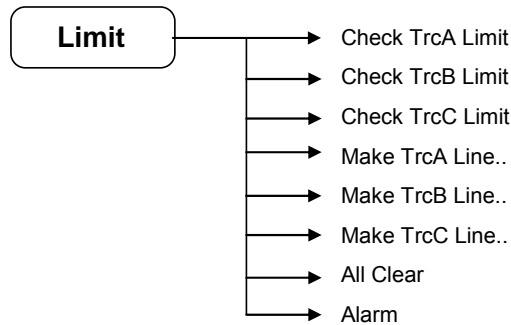 Limit
Check TrcA Limit
Check TrcB Limit
Check TrcC Limit
Make TrcA Line..
Make TrcB Line..
Make TrcC Line..
All Clear
Alarm